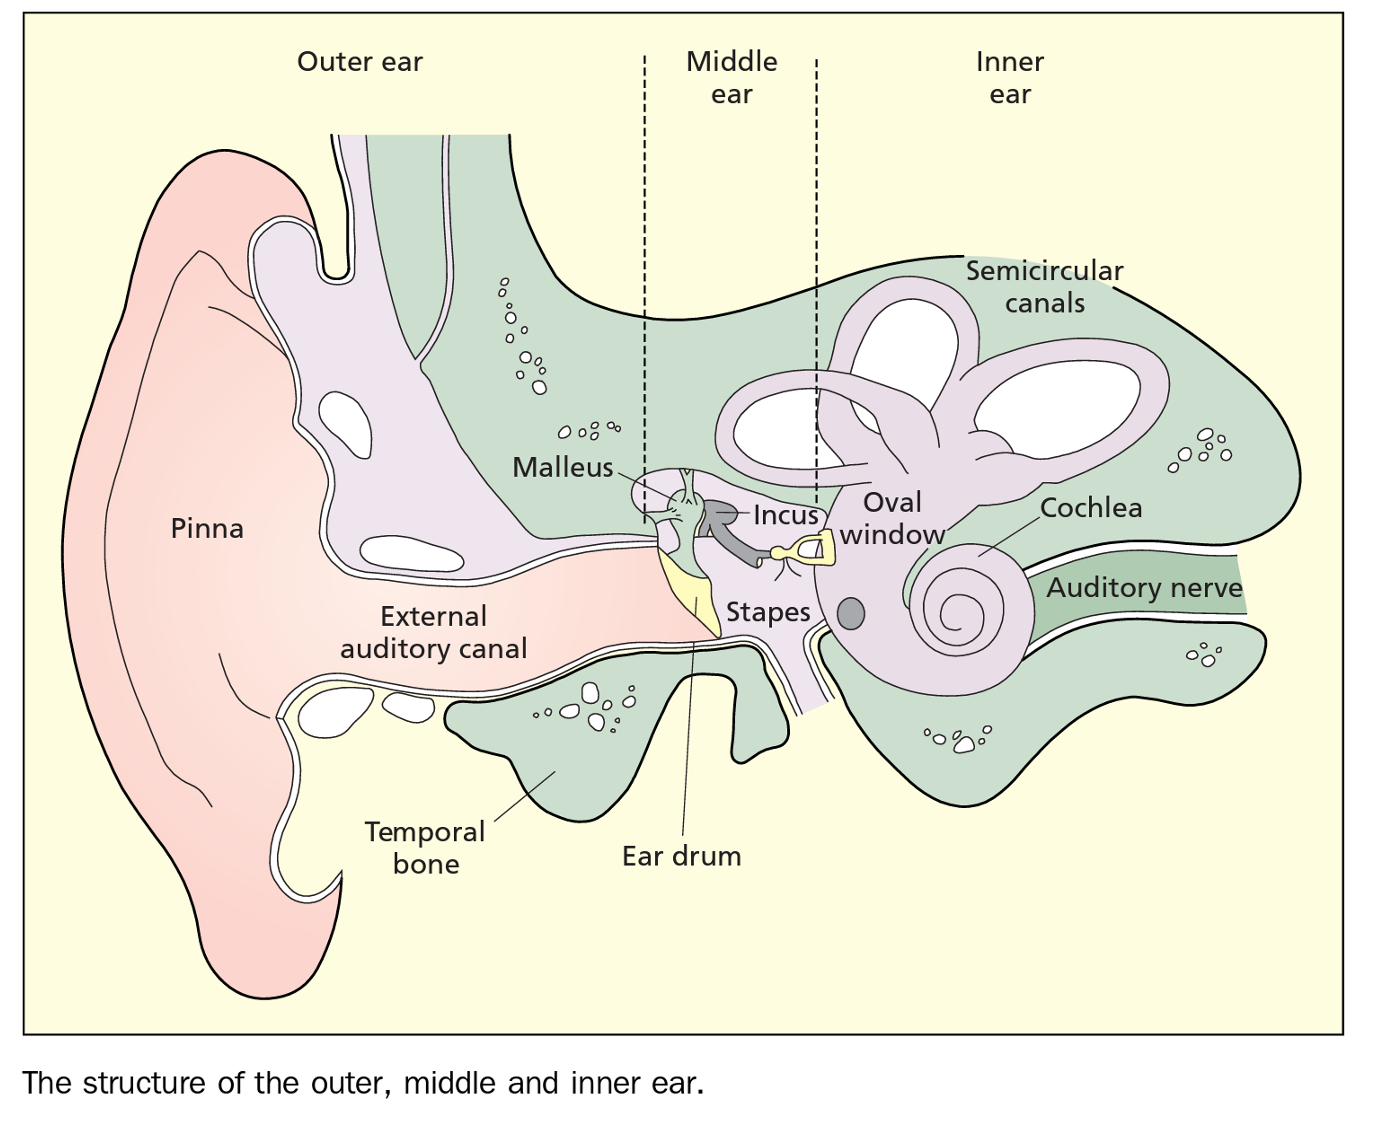 Outer ear
Middle
ear
Inner
ear
Semicircular
canals
Malleus
Incus
Oval
window
Cochlea
Pinna
External
auditory canal
Stapes
Auditory nerve
Temporal
bone
Ear drum
The structure of the outer, middle and inner ear.